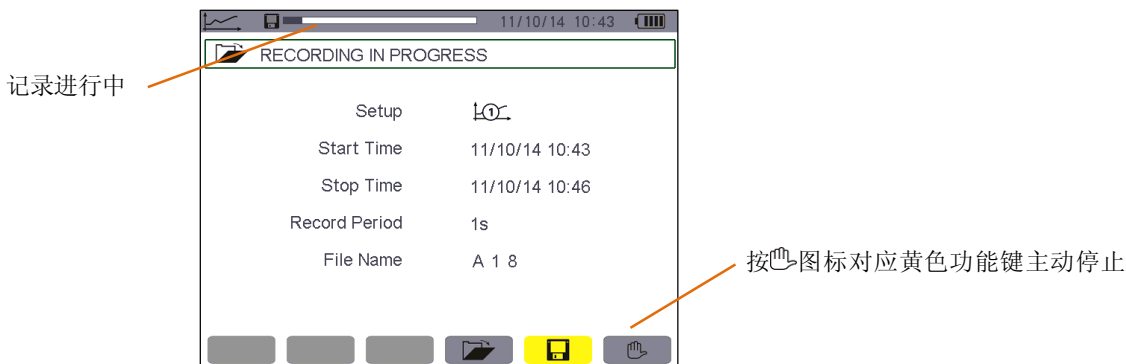 11/10/14 10:43
RECORDING IN PROGRESS
记录进行中
Setup 1
Start Time 11/10/14 10:43
Stop Time 11/10/14 10:46
Record Period 1s
File Name A 1 8
按图标对应黄色功能键主动停止